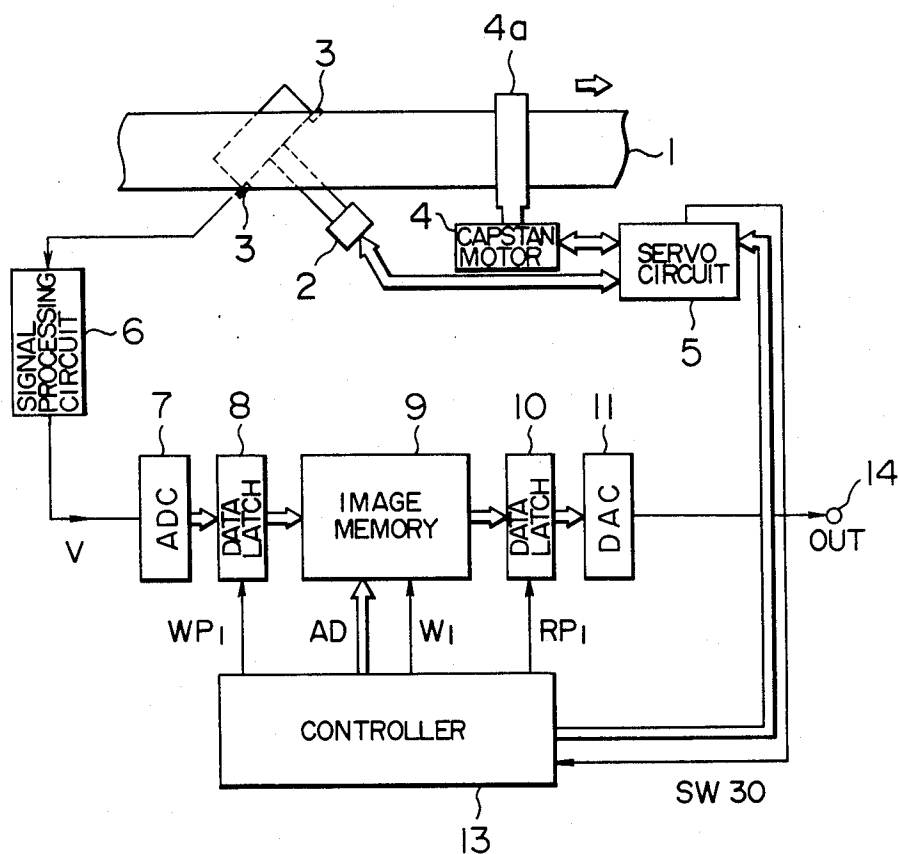 4a
3
1
3
2
4
CAPSTAN
MOTOR
SERVO
CIRCUIT
5
SIGNAL
PROCESSING
CIRCUIT
6
7
8
9
10
11
14
ADC
DATA
LATCH
IMAGE
MEMORY
DATA
LATCH
DAC
V
OUT
WP1
AD
W1
RP1
CONTROLLER
SW 30
13